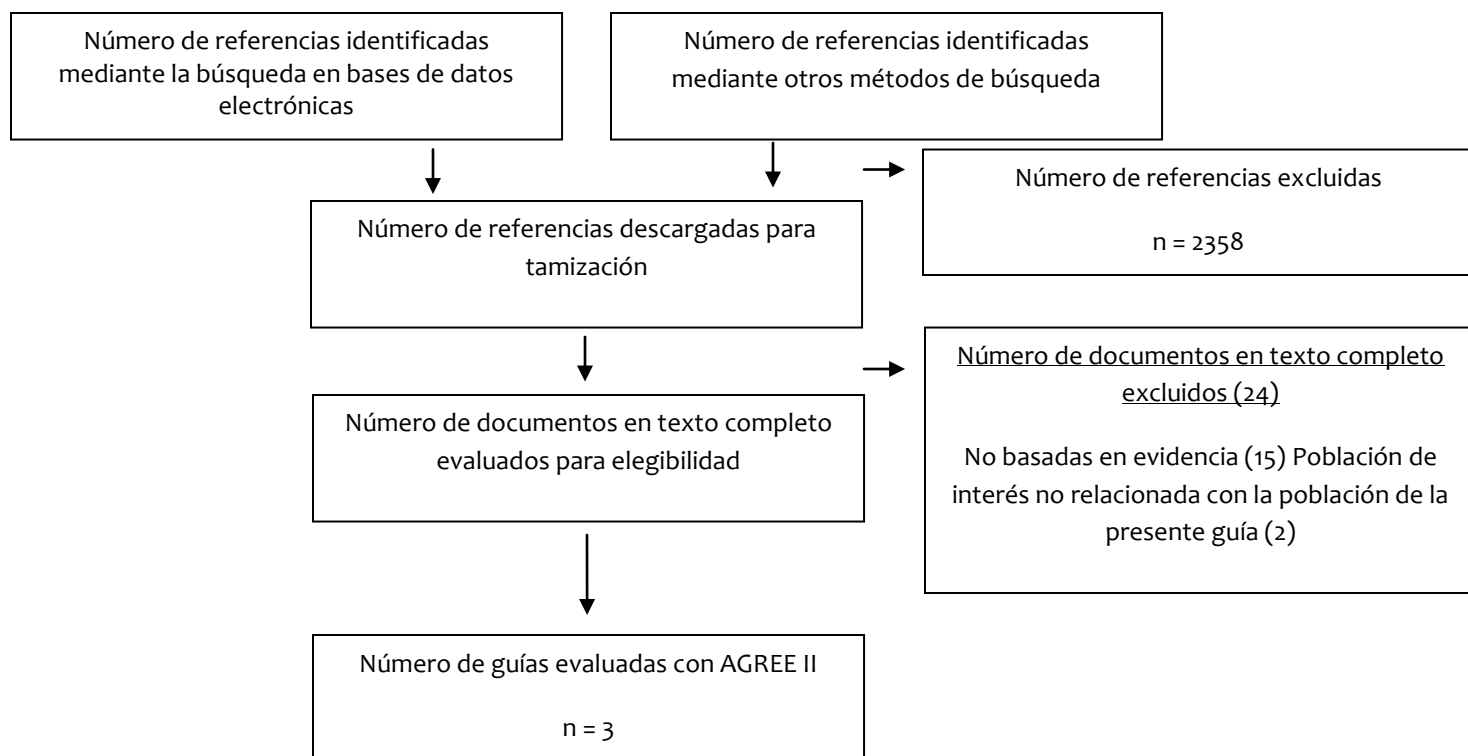 Número de referencias identificadas
mediante la búsqueda en bases de datos
electrónicas
Número de referencias identificadas
mediante otros métodos de búsqueda
Número de referencias excluidas
n = 2358
Número de referencias descargadas para
tamización
Número de documentos en texto completo
excluidos (24)
No basadas en evidencia (15) Población de
interés no relacionada con la población de la
presente guía (2)
Número de documentos en texto completo
evaluados para elegibilidad
Número de guías evaluadas con AGREE II
n = 3